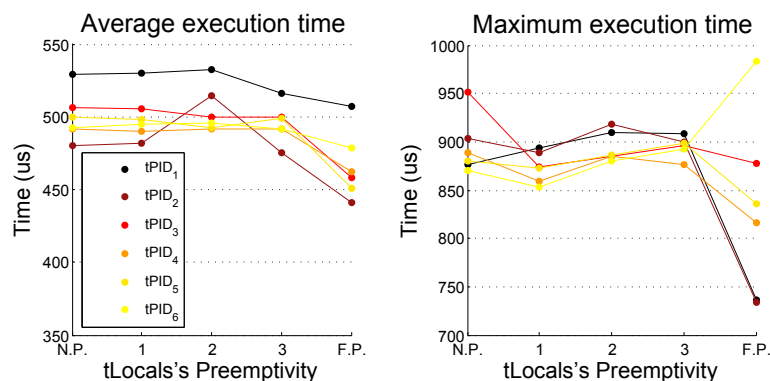 Average execution time
550
500
450
400
350
Time (us)
tPID1
tPID2
tPID3
tPID4
tPID5
tPID6
N.P. 1 2 3 F.P.
tLocals's Preemptivity
Maximum execution time
1000
950
900
850
800
750
700
Time (us)
N.P. 1 2 3 F.P.
tLocals's Preemptivity